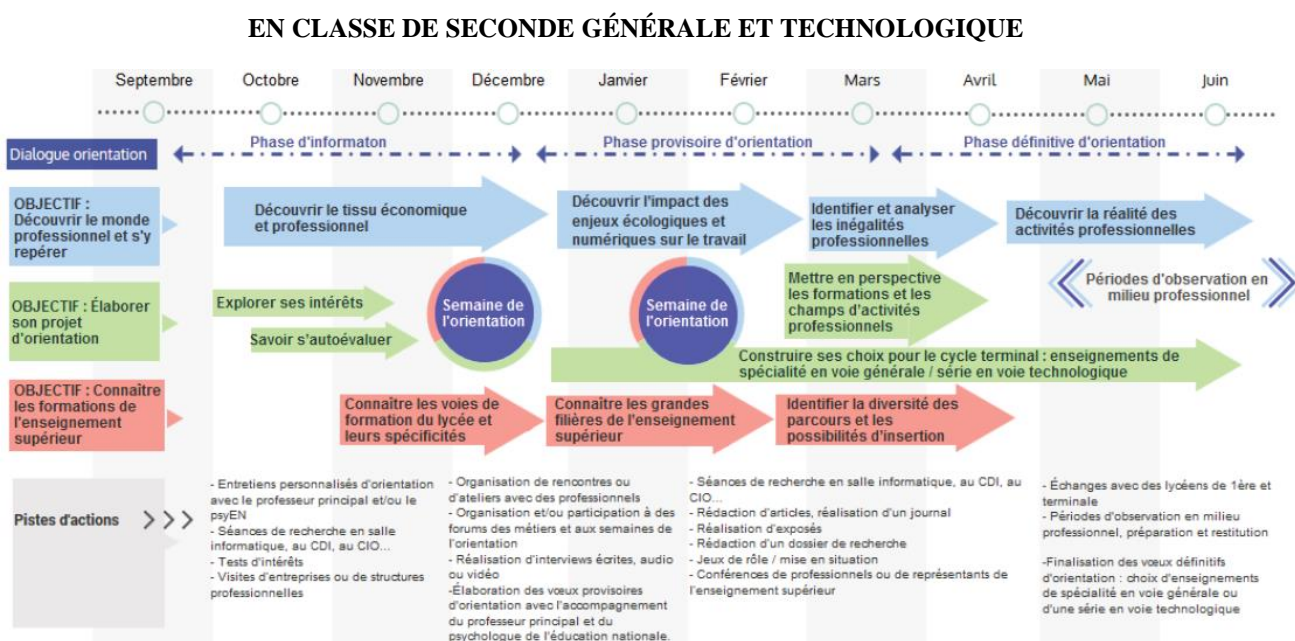 EN CLASSE DE SECONDE GÉNÉRALE ET TECHNOLOGIQUE
Septembre Octobre Novembre Décembre Janvier Février Mars Avril Mai Juin
Dialogue orientation
Phase d'informaton
Phase provisoire d'orientation
Phase définitive d'orientation
OBJECTIF :
Découvrir le monde
professionnel et s'y
repérer
Découvrir le tissu économique
et professionnel
Découvrir l'impact des
enjeux écologiques et
numériques sur le travail
Identifier et analyser
les inégalités
professionnelles
Découvrir la réalité des
activités professionnelles
OBJECTIF : Élaborer
son projet
d'orientation
Explorer ses intérêts
Savoir s'autoévaluer
Semaine de
l'orientation
Semaine de
l'orientation
Mettre en perspective
les formations et les
champs d'activités
professionnels
Périodes d'observation en
milieu professionnel
Construire ses choix pour le cycle terminal : enseignements de
spécialité en voie générale / série en voie technologique
OBJECTIF : Connaître
les formations de
l'enseignement
supérieur
Connaître les voies de
formation du lycée et
leurs spécificités
Connaître les grandes
filières de l'enseignement
supérieur
Identifier la diversité des
parcours et les
possibilités d'insertion
Pistes d'actions
- Entretiens personnalisés d'orientation
avec le professeur principal et/ou le
psyEN
- Séances de recherche en salle
informatique, au CDI, au CIO...
- Tests d'intérêts
- Visites d'entreprises ou de structures
professionnelles
- Organisation de rencontres ou
d'ateliers avec des professionnels
- Organisation et/ou participation à des
forums des métiers et aux semaines de
l'orientation
- Réalisation d'interviews écrites, audio
ou vidéo
-Élaboration des vœux provisoires
d'orientation avec l'accompagnement
du professeur principal et du
psychologue de l'éducation nationale.
- Séances de recherche en salle informatique, au CDI, au
CIO...
- Rédaction d'articles, réalisation d'un journal
- Réalisation d'exposés
- Rédaction d'un dossier de recherche
- Jeux de rôle / mise en situation
- Conférences de professionnels ou de représentants de
l'enseignement supérieur
- Échanges avec des lycéens de 1ère et
terminale
- Périodes d'observation en milieu
professionnel, préparation et restitution
-Finalisation des vœux définitifs
d'orientation : choix d'enseignements
de spécialité en voie générale ou
d'une série en voie technologique